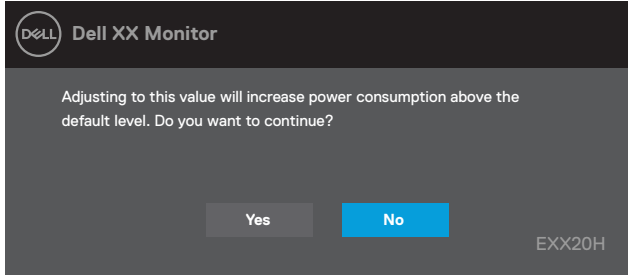 DELL
Dell XX Monitor
Adjusting to this value will increase power consumption above the
default level. Do you want to continue?
Yes
No
EXX20H